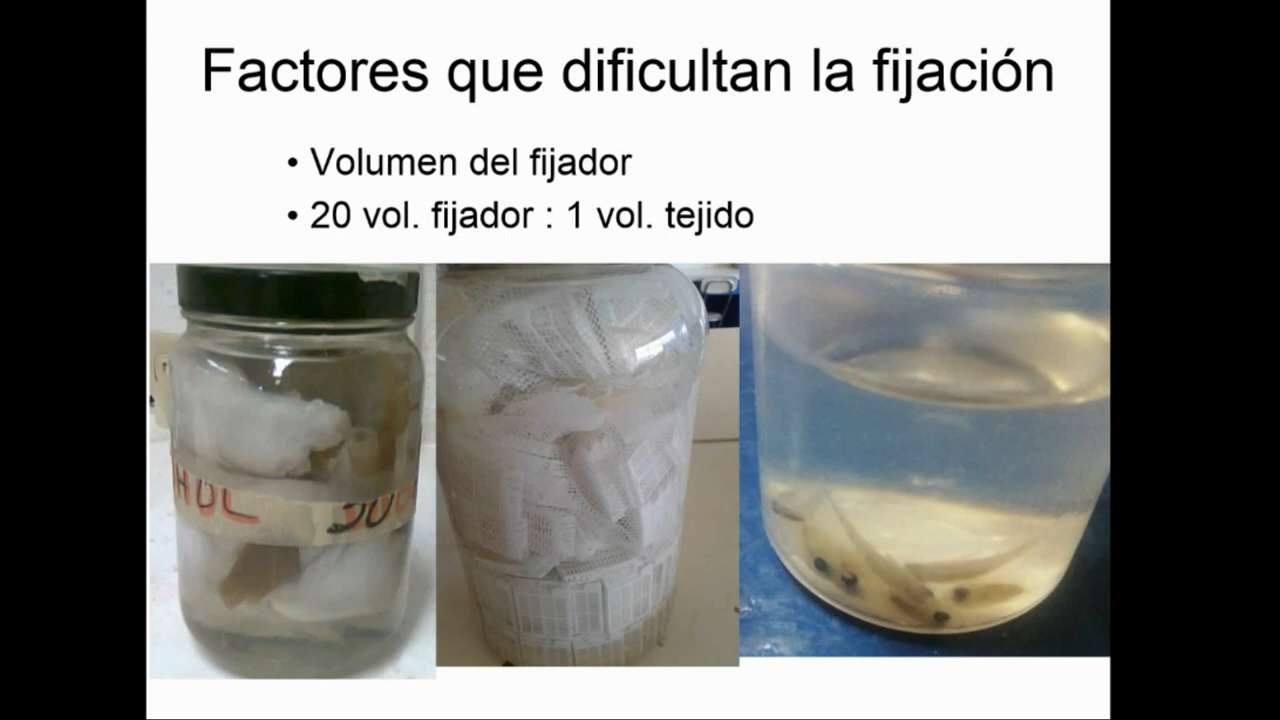 Factores que dificultan la fijación
• Volumen del fijador
• 20 vol. fijador : 1 vol. tejido